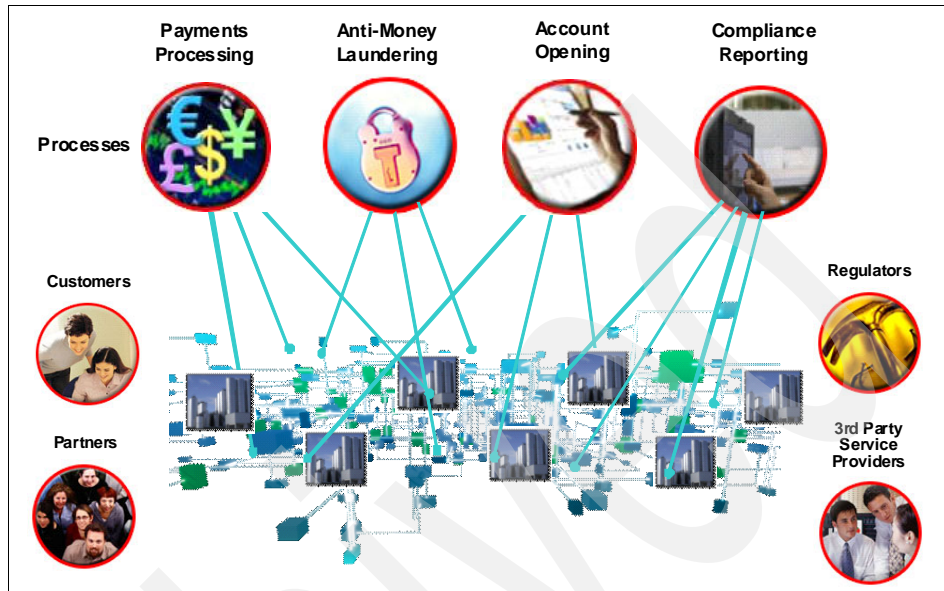 Payments
Processing
Anti-Money
Laundering
Account
Opening
Compliance
Reporting
Processes
€
¥
£
$
T
Customers
Regulators
Partners
3rd Party
Service
Providers